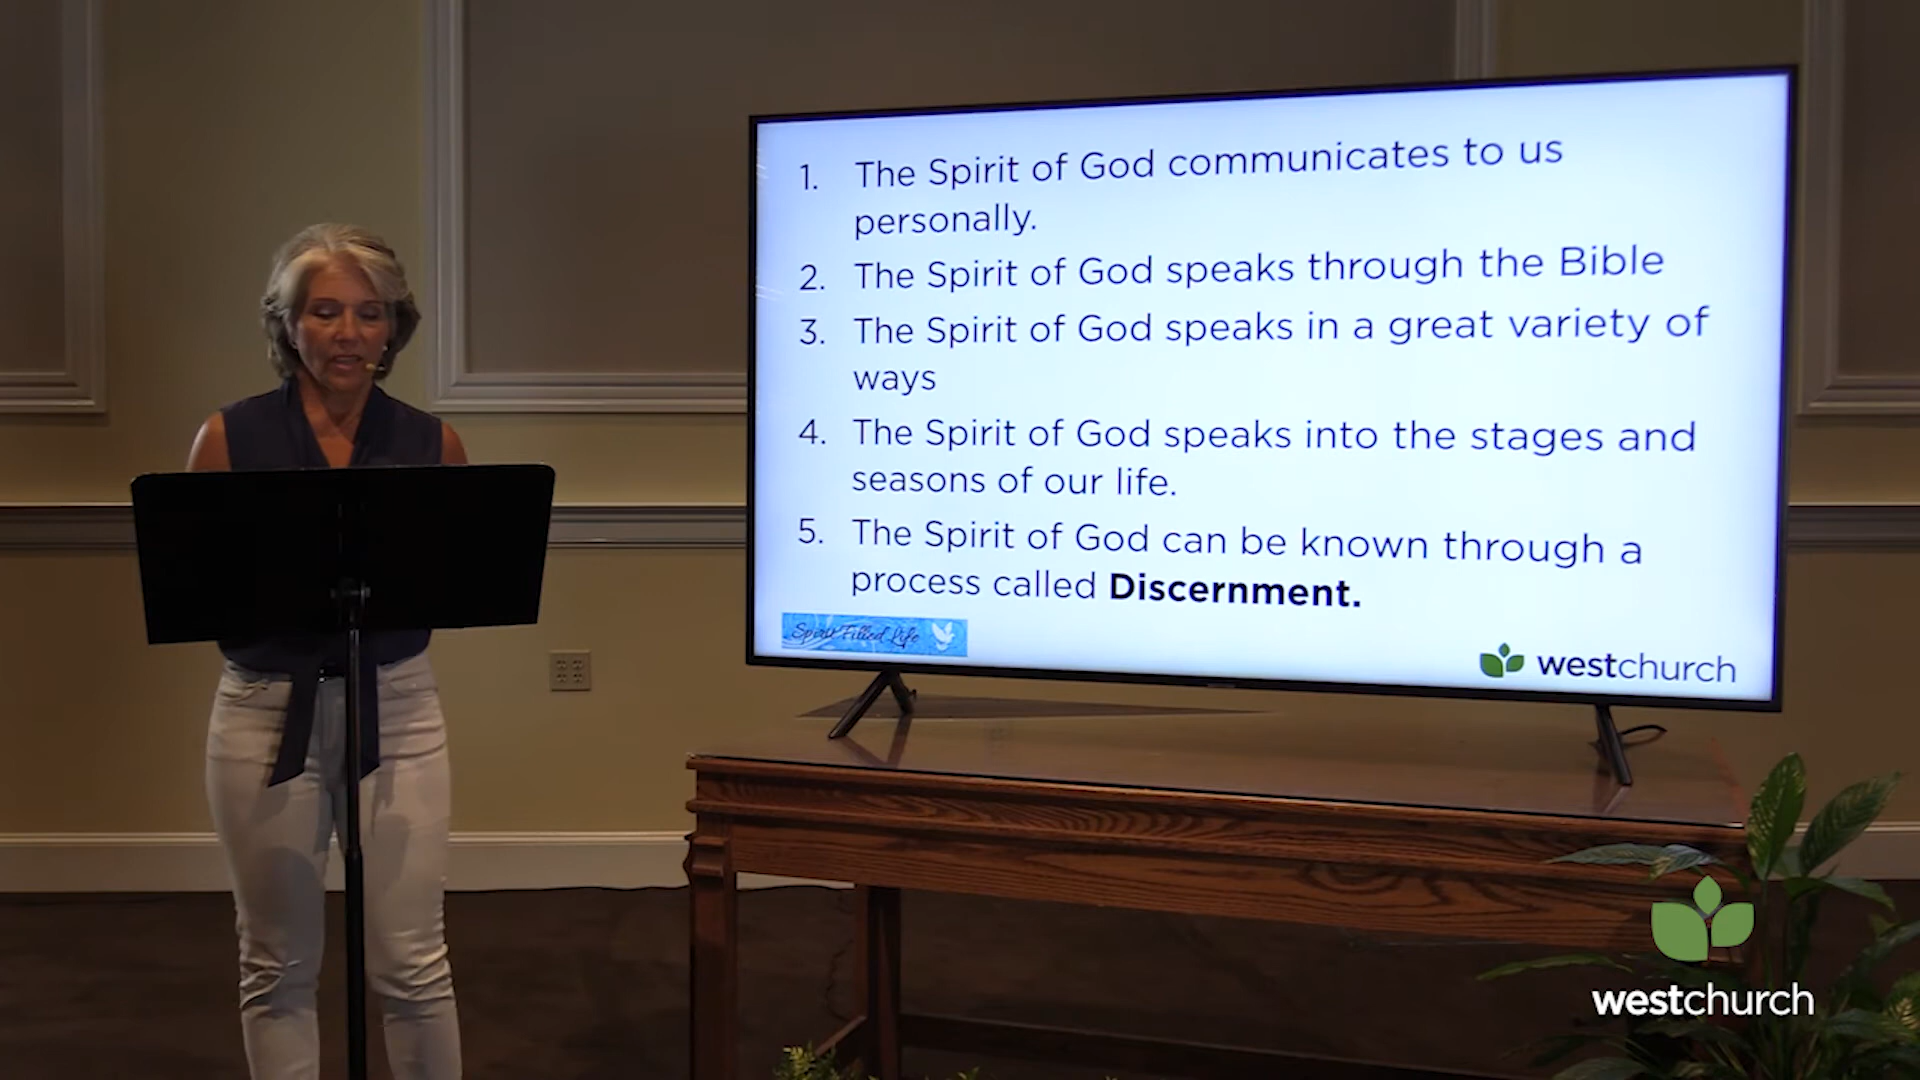 1. The Spirit of God communicates to us
personally.
2. The Spirit of God speaks through the Bible
3. The Spirit of God speaks in a great variety of
ways
4. The Spirit of God speaks into the stages and
seasons of our life.
5. The Spirit of God can be known through a
process called Discernment.
Spirit Filled Life
westchurch
westchurch